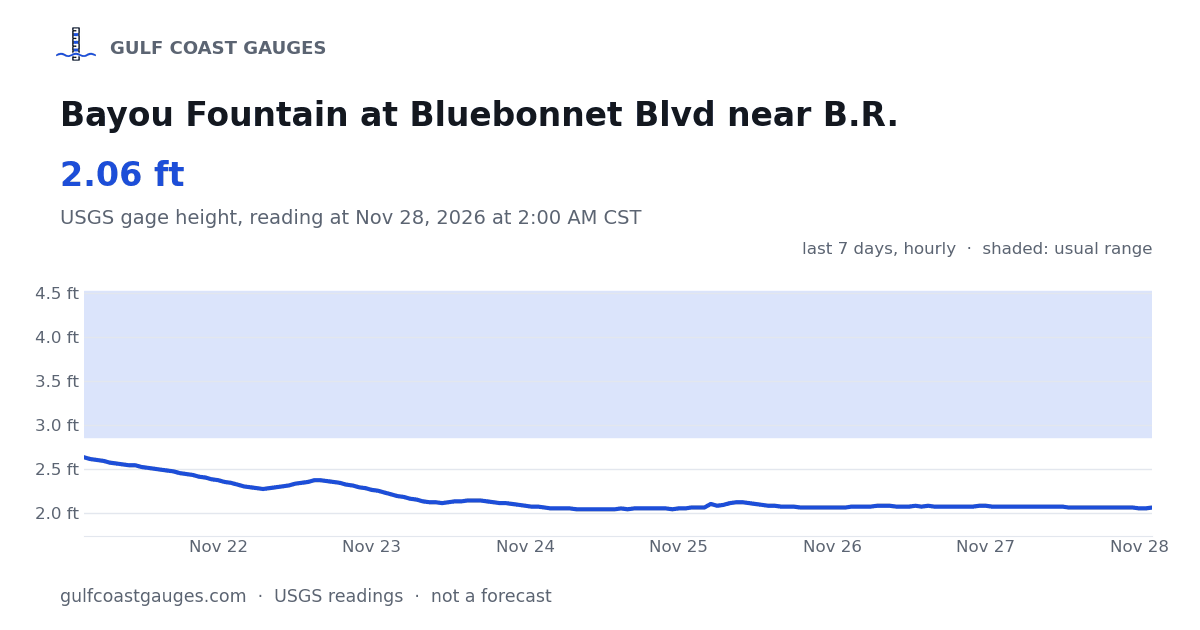 GULF COAST GAUGES
Bayou Fountain at Bluebonnet Blvd near B.R.
2.06 ft
USGS gage height, reading at Nov 28, 2026 at 2:00 AM CST
last 7 days, hourly · shaded: usual range
4.5 ft
4.0 ft
3.5 ft
3.0 ft
2.5 ft
2.0 ft
Nov 22 Nov 23 Nov 24 Nov 25 Nov 26 Nov 27 Nov 28
gulfcoastgauges.com · USGS readings · not a forecast